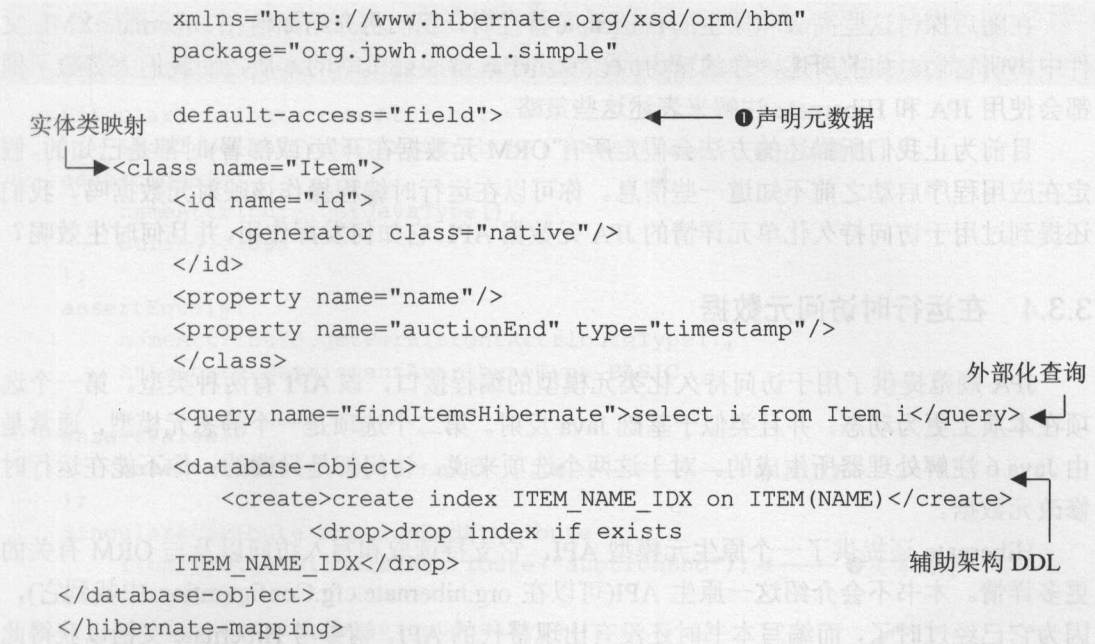 xmlns="http://www.hibernate.org/xsd/orm/hbm"
package="org.jpwh.model.simple"
实体类映射
default-access="field">
❶声明元数据
<class name="Item">
<id name="id">
<generator class="native"/>
</id>
<property name="name"/>
<property name="auctionEnd" type="timestamp"/>
</class>
外部化查询
<query name="findItemsHibernate">select i from Item i</query>
<database-object>
<create>create index ITEM_NAME_IDX on ITEM(NAME)</create>
<drop>drop index if exists
ITEM_NAME_IDX</drop>
辅助架构 DDL
</database-object>
</hibernate-mapping>